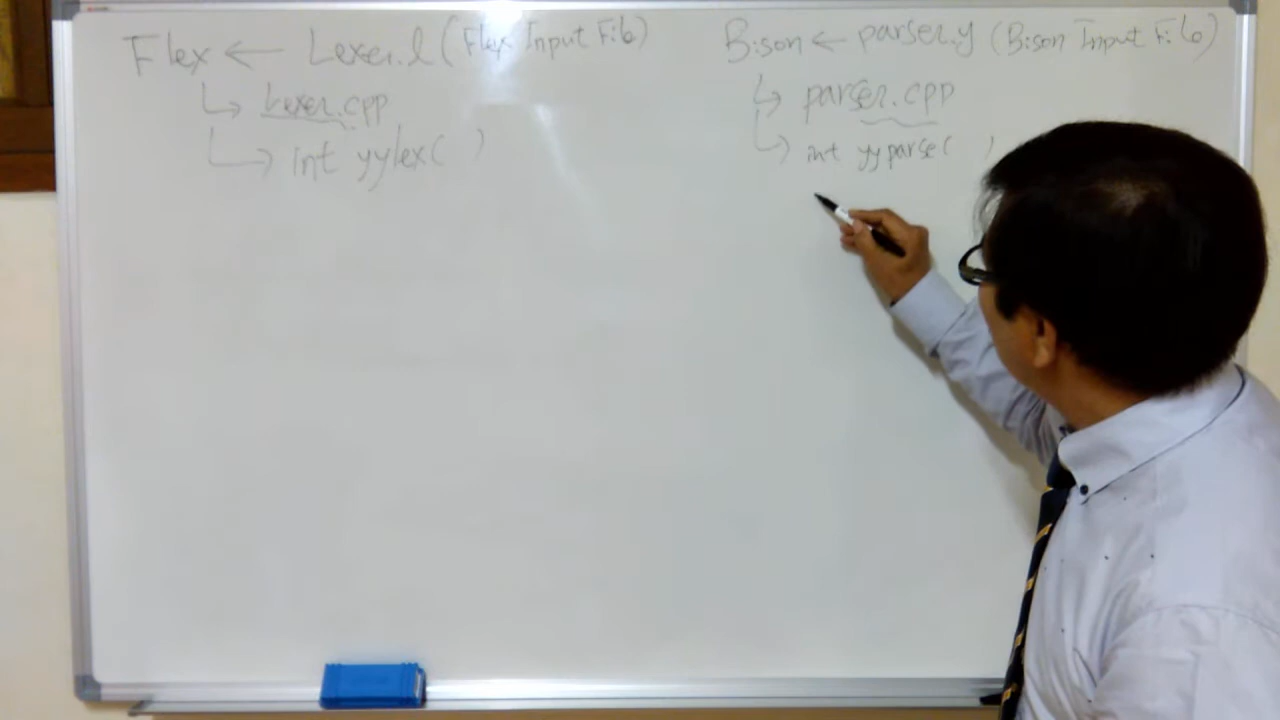 Flex ← Lexer.l (Flex Input File)
↳ Lexer.cpp
↳ int yylex( )
Bison ← parser.y (Bison Input File)
↳ parser.cpp
↳ int yyparse( )